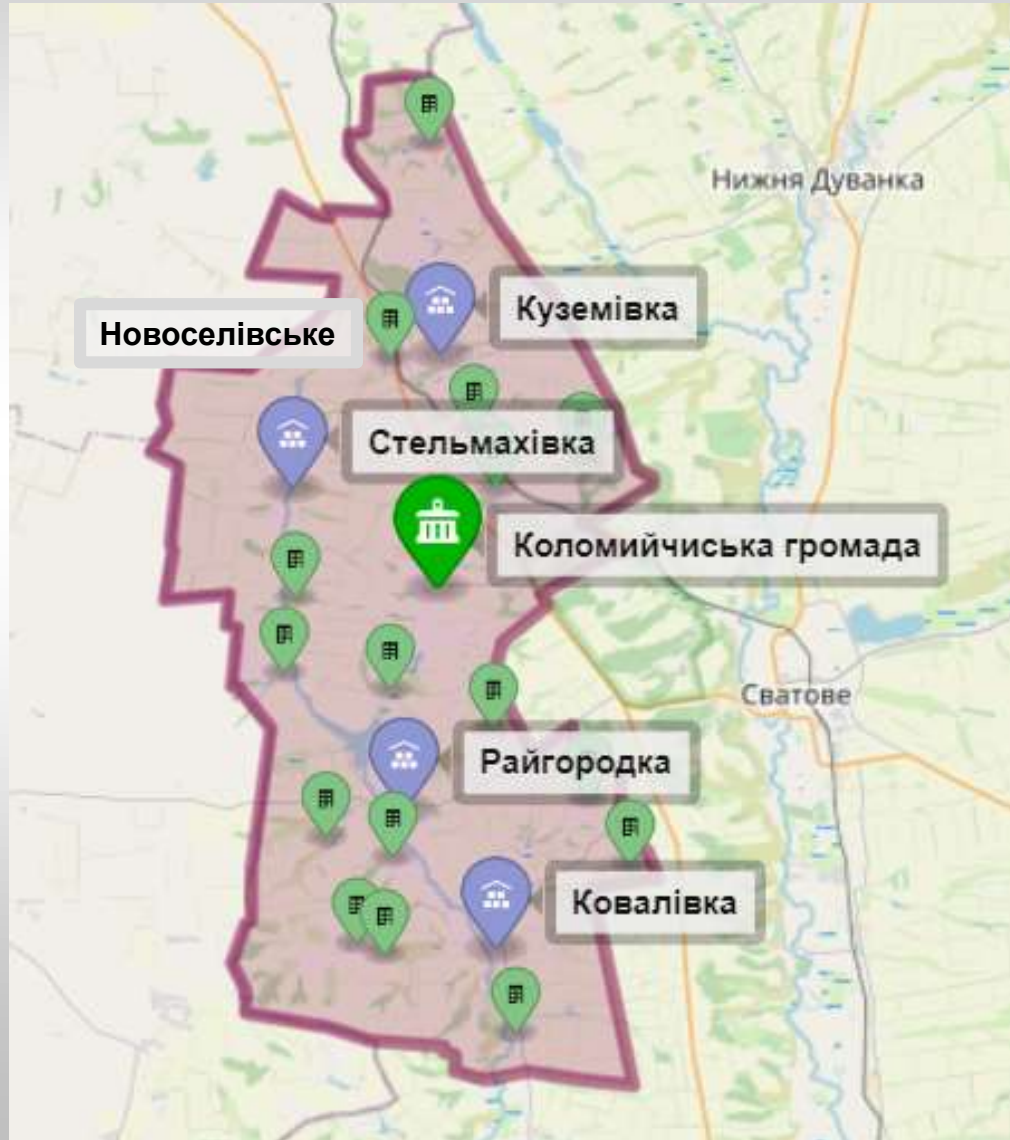 Нижня Дуванка
Куземівка
Новоселівське
Стельмахівка
Коломийчиська громада
Сватове
Райгородка
Ковалівка